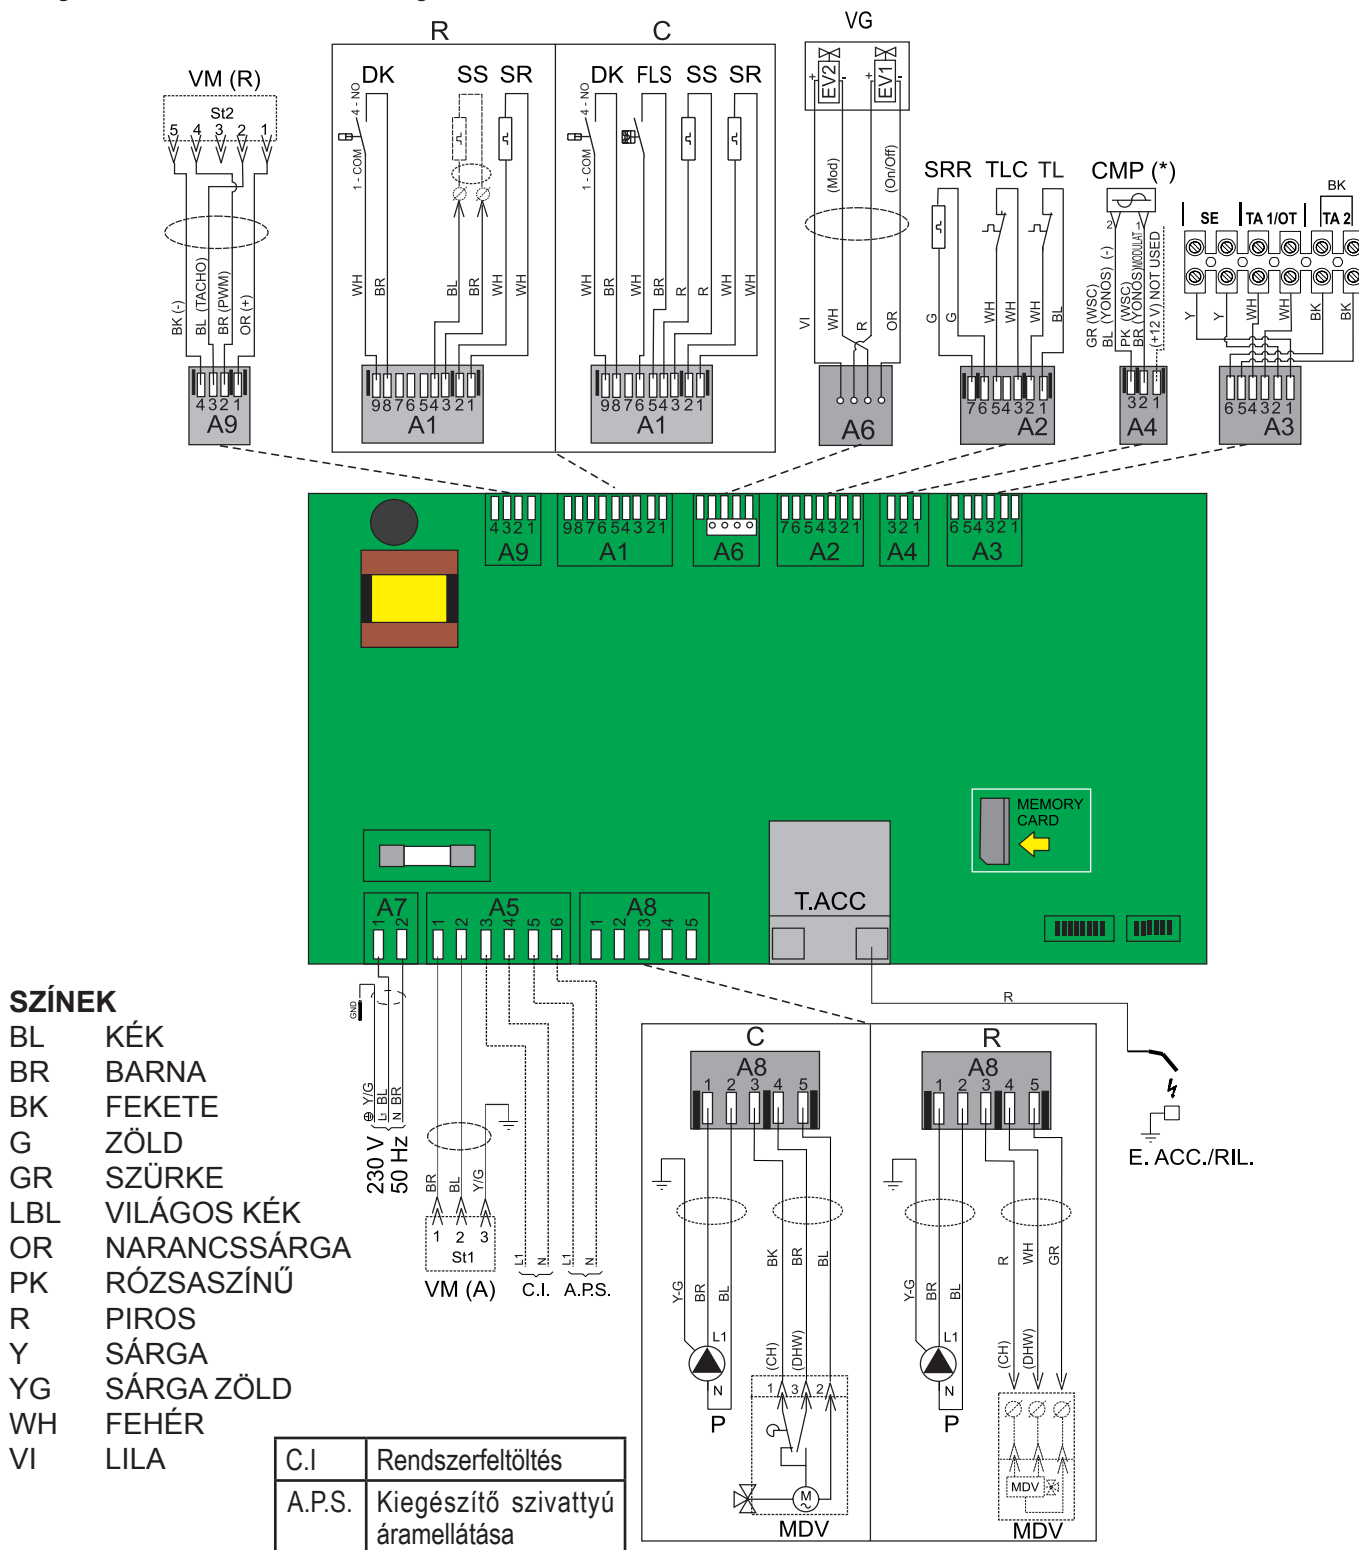 R
C
VG
VM (R)
St2
5 4 3 2 1
BK (-)
BL (TACHO)
BR (PWM)
OR (+)
4 3 2 1
A9
DK
SS SR
4 - NO
1 - COM
WH
BR
BL
BR
WH
WH
9 8 7 6 5 4 3 2 1
A1
DK FLS SS SR
4 - NO
1 - COM
WH
BR
WH
BR
R
R
WH
WH
9 8 7 6 5 4 3 2 1
A1
+ EV2 -
+ EV1 -
(Mod)
(On/Off)
VI
WH
R
OR
A6
SRR TLC TL
G
G
WH
WH
WH
BL
7 6 5 4 3 2 1
A2
CMP (*)
2 1
GR (WSC)
BL (YONOS) (-)
PK (WSC)
BR (YONOS) MODULAT
(+12 V) NOT USED
3 2 1
A4
BK
SE TA 1/OT TA 2
Y
Y
WH
WH
BK
BK
6 5 4 3 2 1
A3
4 3 2 1
A9
9 8 7 6 5 4 3 2 1
A1
A6
7 6 5 4 3 2 1
A2
3 2 1
A4
6 5 4 3 2 1
A3
MEMORY
CARD
T.ACC
A7
1 2
A5
1 2 3 4 5 6
A8
1 2 3 4 5
GND
Y/G
L1 BL
N BR
230 V
50 Hz
BR
BL
Y/G
1 2 3
St1
VM (A)
L1
N
C.I.
L1
N
A.P.S.
R
E. ACC./RIL.
C
A8
1 2 3 4 5
Y-G
BR
BL
BK
BR
BL
L1
N
P
(CH)
(DHW)
1 3 2
M
MDV
R
A8
1 2 3 4 5
Y-G
BR
BL
R
WH
GR
L1
N
P
(CH)
(DHW)
MDV
MDV
SZÍNEK
BL KÉK
BR BARNA
BK FEKETE
G ZÖLD
GR SZÜRKE
LBL VILÁGOS KÉK
OR NARANCSSÁRGA
PK RÓZSASZÍNŰ
R PIROS
Y SÁRGA
YG SÁRGA ZÖLD
WH FEHÉR
VI LILA
C.I Rendszerfeltöltés
A.P.S. Kiegészítő szivattyú
áramellátása